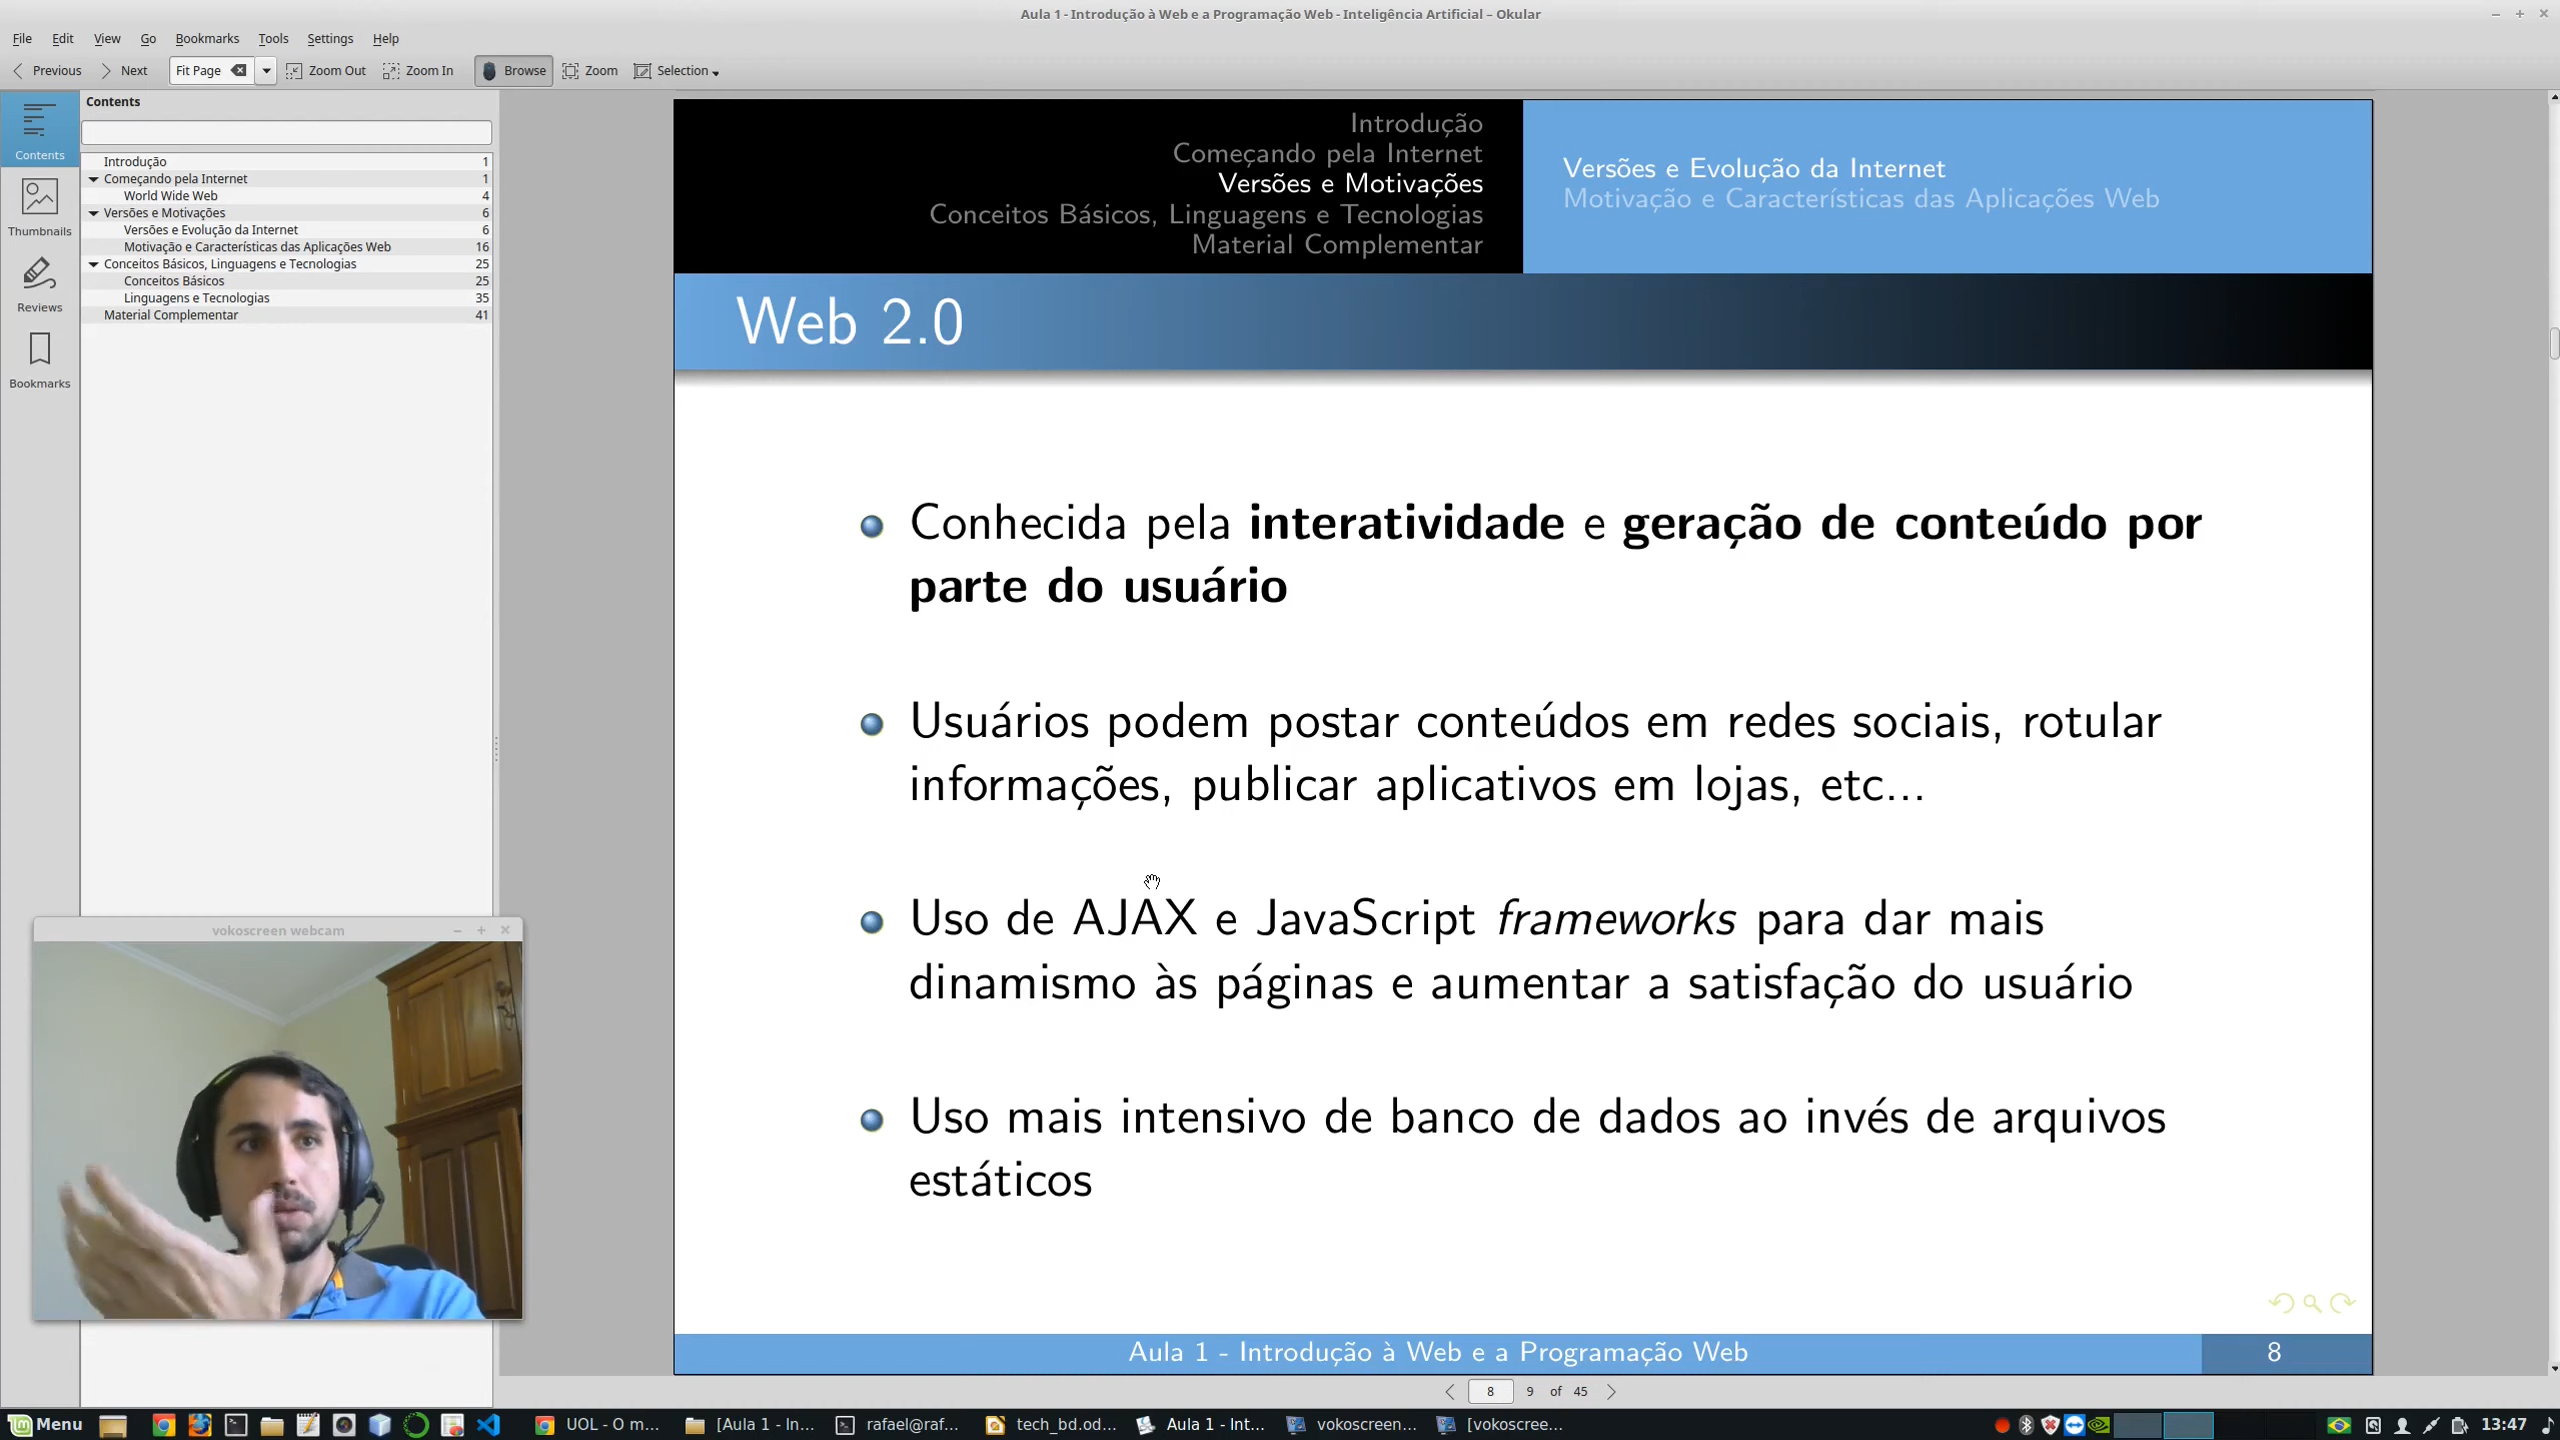 Aula 1 - Introdução à Web e a Programação Web - Inteligência Artificial – Okular
File Edit View Go Bookmarks Tools Settings Help
Previous Next Fit Page Zoom Out Zoom In Browse Zoom Selection
Contents
Contents
Thumbnails
Reviews
Bookmarks
Introdução 1
Começando pela Internet 1
World Wide Web 4
Versões e Motivações 6
Versões e Evolução da Internet 6
Motivação e Características das Aplicações Web 16
Conceitos Básicos, Linguagens e Tecnologias 25
Conceitos Básicos 25
Linguagens e Tecnologias 35
Material Complementar 41
Introdução
Começando pela Internet
Versões e Motivações
Conceitos Básicos, Linguagens e Tecnologias
Material Complementar
Versões e Evolução da Internet
Motivação e Características das Aplicações Web
Web 2.0
Conhecida pela interatividade e geração de conteúdo por
parte do usuário
Usuários podem postar conteúdos em redes sociais, rotular
informações, publicar aplicativos em lojas, etc...
Uso de AJAX e JavaScript frameworks para dar mais
dinamismo às páginas e aumentar a satisfação do usuário
Uso mais intensivo de banco de dados ao invés de arquivos
estáticos
Aula 1 - Introdução à Web e a Programação Web 8
vokoscreen webcam
8 9 of 45
Menu UOL - O m... [Aula 1 - In... rafael@raf... tech_bd.od... Aula 1 - Int... vokoscreen... [vokoscree... 13:47